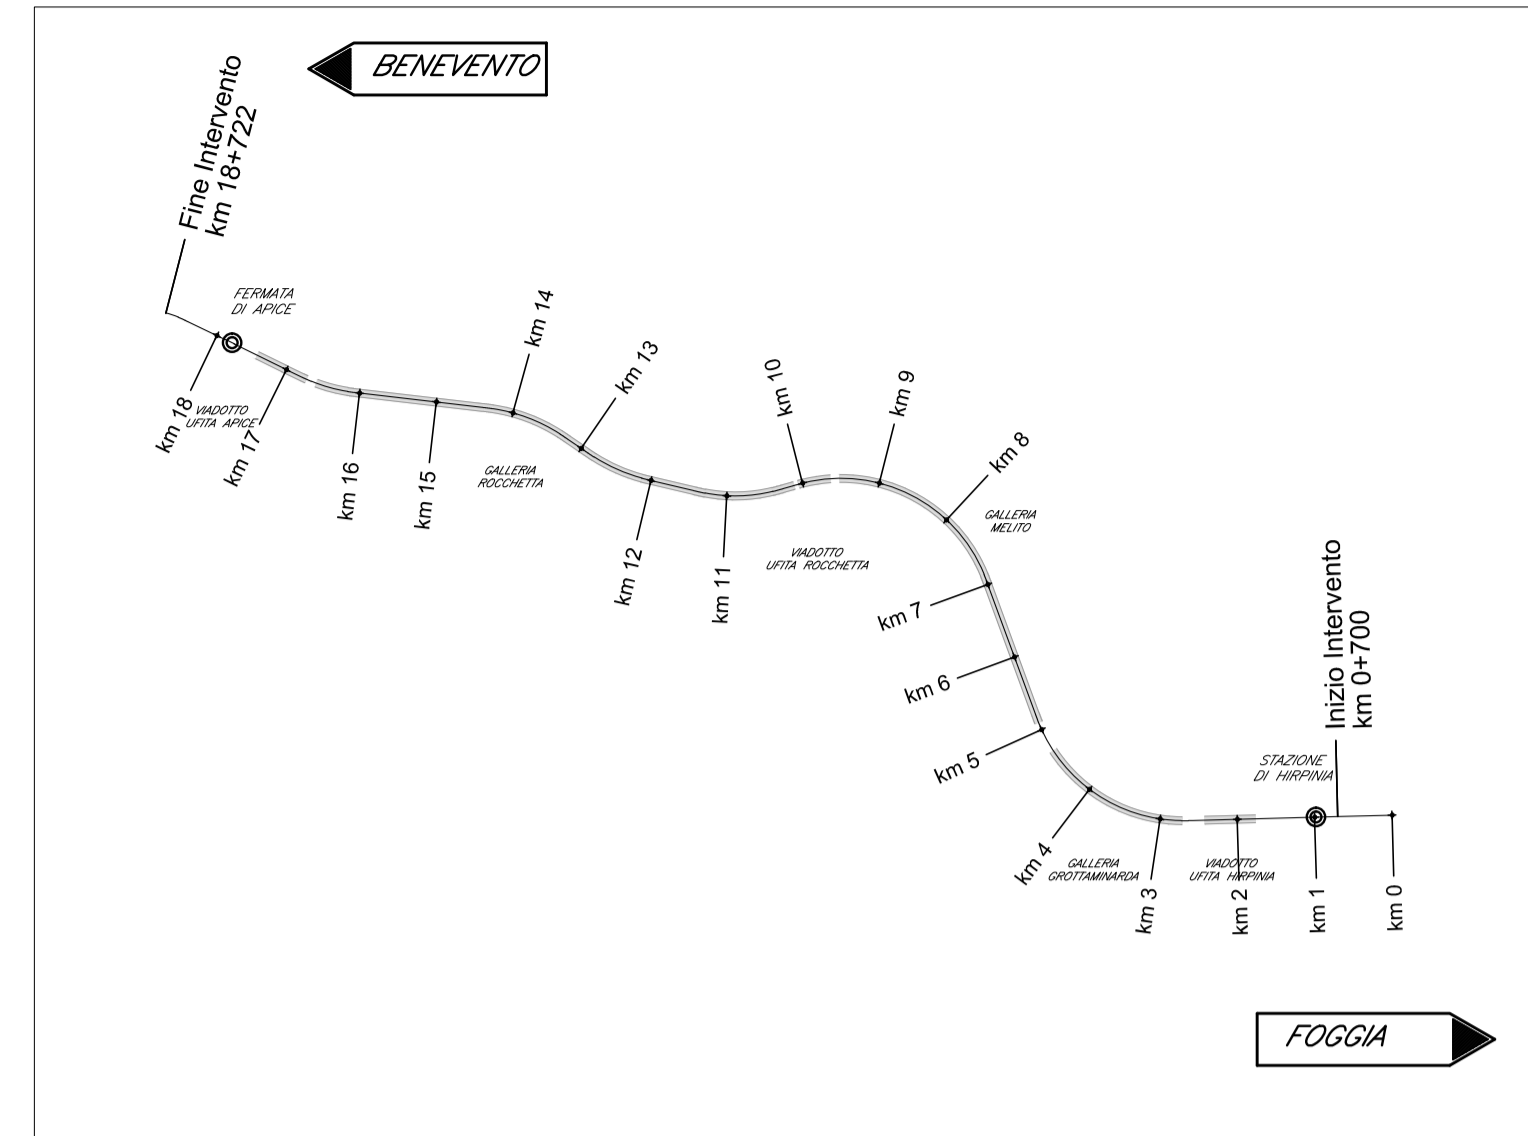 BENEVENTO
Fine Intervento
km 18+722
FERMATA
DI APICE
km 18
VIADOTTO
UFITA APICE
km 17
km 16
km 15
km 14
GALLERIA
ROCCHETTA
km 13
km 12
km 11
km 10
VIADOTTO
UFITA ROCCHETTA
km 9
km 8
GALLERIA
MELITO
km 7
km 6
km 5
km 4
GALLERIA
GROTTAMINARDA
km 3
VIADOTTO
UFITA HIRPINIA
km 2
STAZIONE
DI HIRPINIA
km 1
Inizio Intervento
km 0+700
km 0
FOGGIA